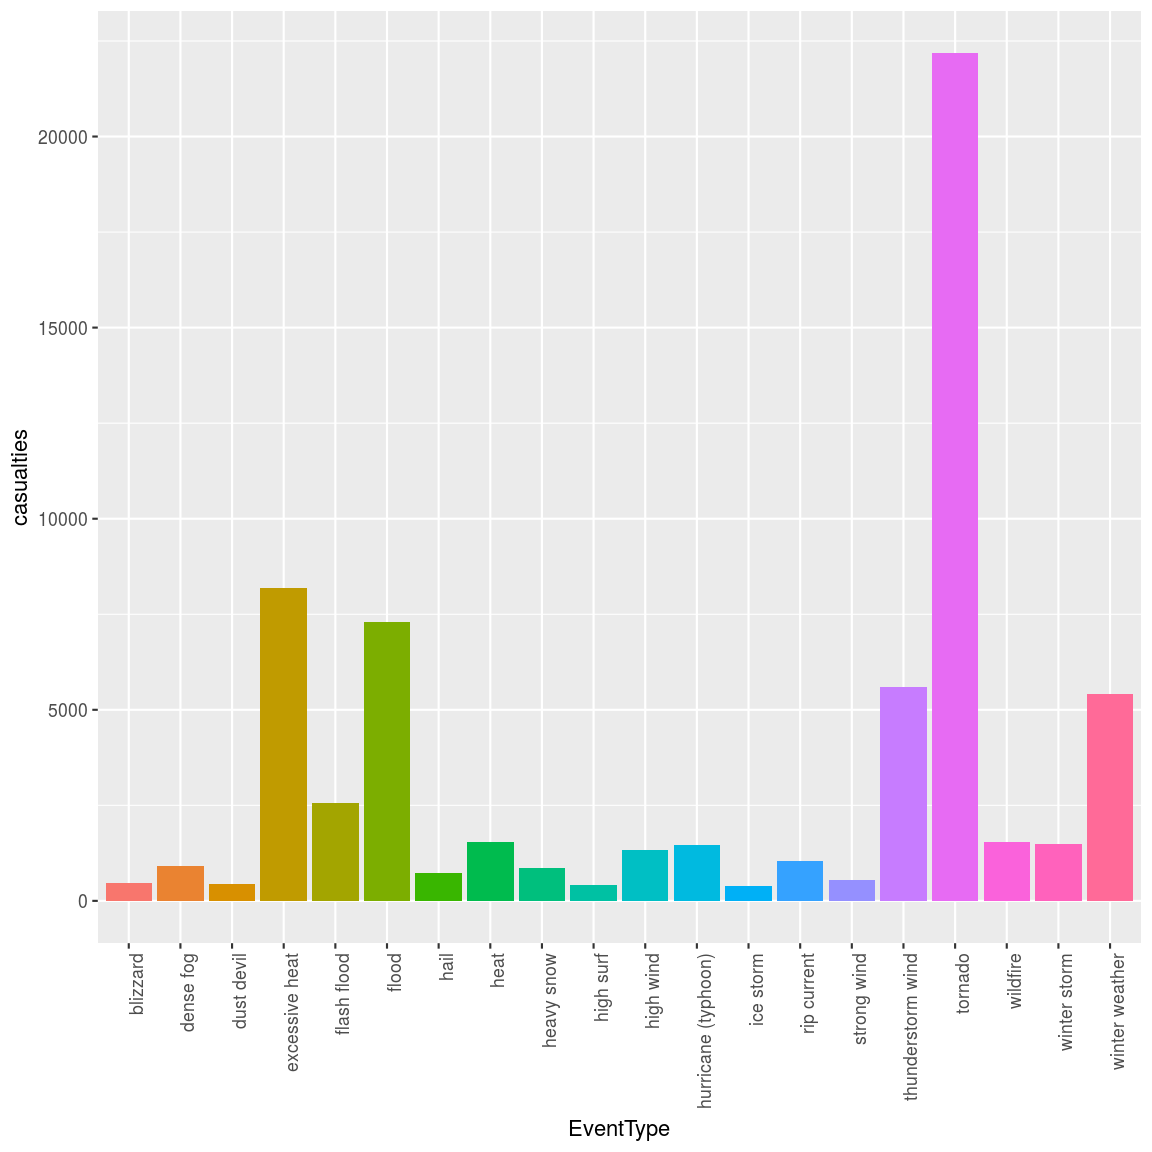 casualties
20000
15000
10000
5000
0
blizzard
dense fog
dust devil
excessive heat
flash flood
flood
hail
heat
heavy snow
high surf
high wind
hurricane (typhoon)
ice storm
rip current
strong wind
thunderstorm wind
tornado
wildfire
winter storm
winter weather
EventType